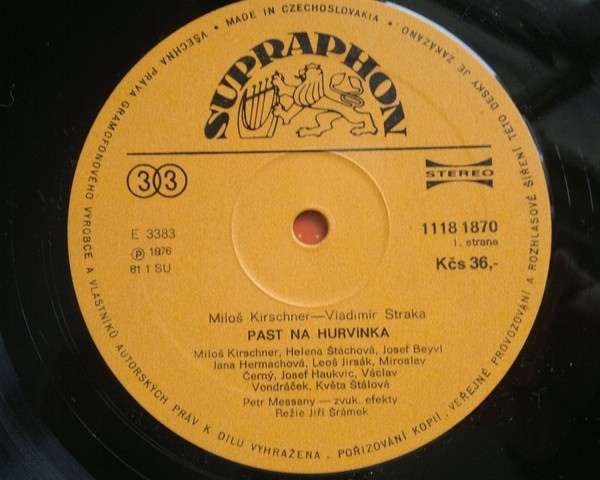 VŠECHNA PRÁVA GRAMOFONOVÉHO VÝROBCE A VLASTNÍKŮ AUTORSKÝCH PRÁV K DÍLU VYHRAŽENA. POŘIZOVÁNÍ KOPIÍ, VEŘEJNÉ PROVOZOVÁNÍ A ROZHLASOVÉ ŠÍŘENÍ TÉTO DESKY JE ZAKÁZÁNO • MADE IN CZECHOSLOVAKIA •
SUPRAPHON
33
STEREO
E 3383
℗ 1976
81 1 SU
1118 1870
1. strana
Kčs 36,-
Miloš Kirschner—Vladimír Straka
PAST NA HURVÍNKA
Miloš Kirschner, Helena Štáchová, Josef Beyvl
Jana Hermachová, Leoš Jirsák, Miroslav
Černý, Josef Haukvic, Václav
Vondráček, Květa Štálová
Petr Messany — zvuk. efekty
Režie Jiří Šrámek